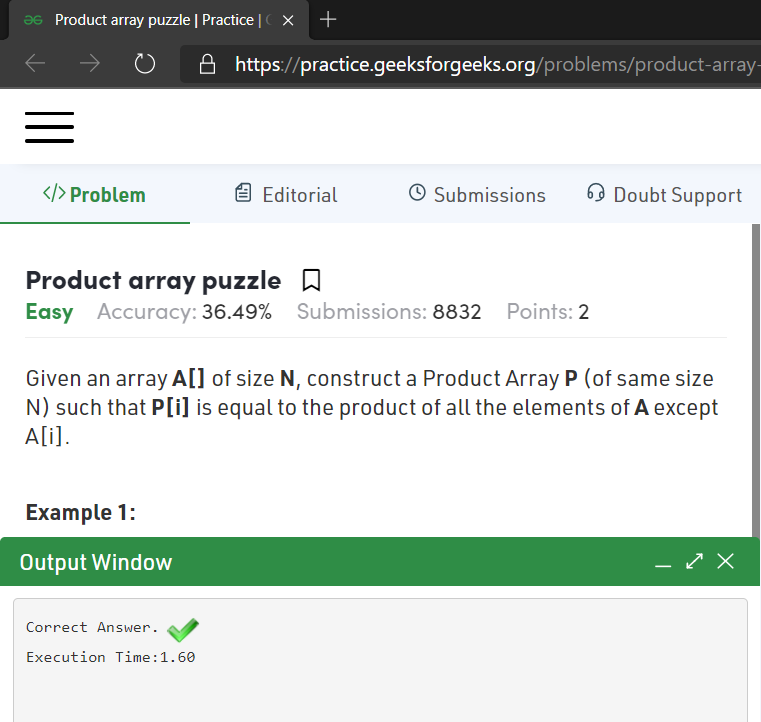 Product array puzzle | Practice |
https://practice.geeksforgeeks.org/problems/product-array-
</> Problem
Editorial
Submissions
Doubt Support
Product array puzzle
Easy Accuracy: 36.49% Submissions: 8832 Points: 2
Given an array A[] of size N, construct a Product Array P (of same size
N) such that P[i] is equal to the product of all the elements of A except
A[i].
Example 1:
Output Window
Correct Answer.
Execution Time:1.60